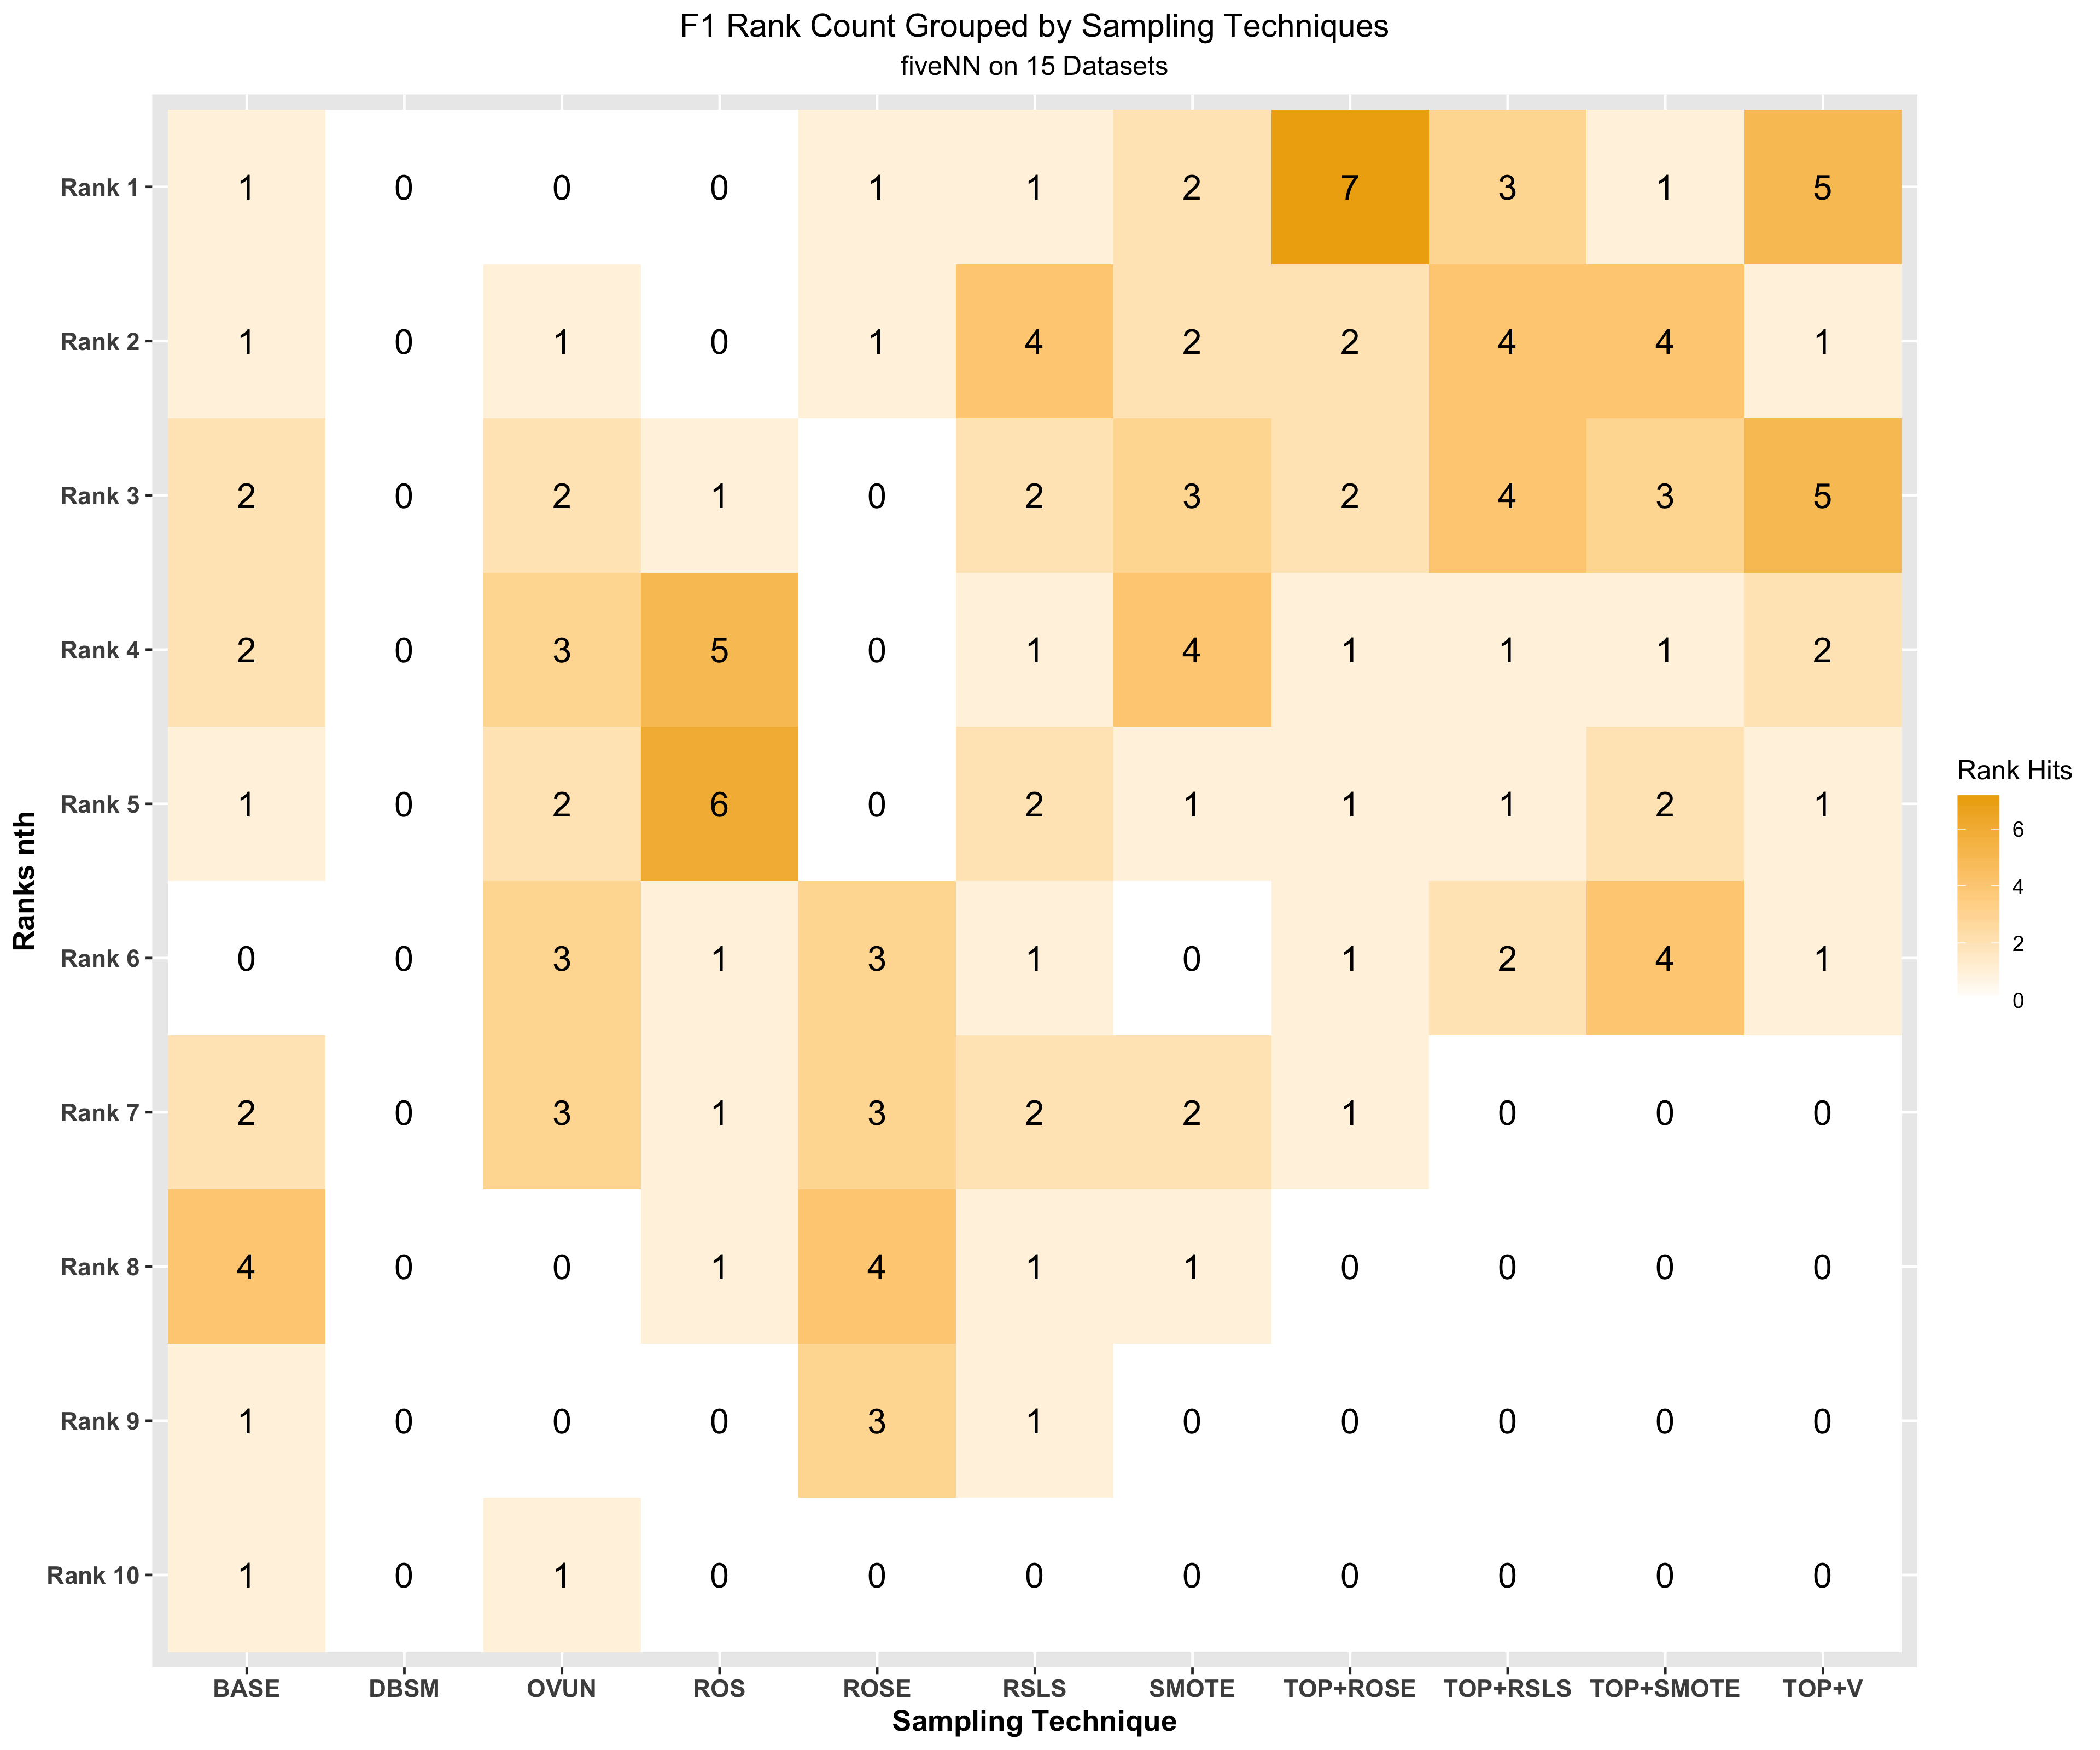 F1 Rank Count Grouped by Sampling Techniques
fiveNN on 15 Datasets
Rank 1 1 0 0 0 1 1 2 7 3 1 5
Rank 2 1 0 1 0 1 4 2 2 4 4 1
Rank 3 2 0 2 1 0 2 3 2 4 3 5
Rank 4 2 0 3 5 0 1 4 1 1 1 2
Rank 5 1 0 2 6 0 2 1 1 1 2 1
Rank 6 0 0 3 1 3 1 0 1 2 4 1
Rank 7 2 0 3 1 3 2 2 1 0 0 0
Rank 8 4 0 0 1 4 1 1 0 0 0 0
Rank 9 1 0 0 0 3 1 0 0 0 0 0
Rank 10 1 0 1 0 0 0 0 0 0 0 0
BASE DBSM OVUN ROS ROSE RSLS SMOTE TOP+ROSE TOP+RSLS TOP+SMOTE TOP+V
Sampling Technique
Ranks nth
Rank Hits
6
4
2
0